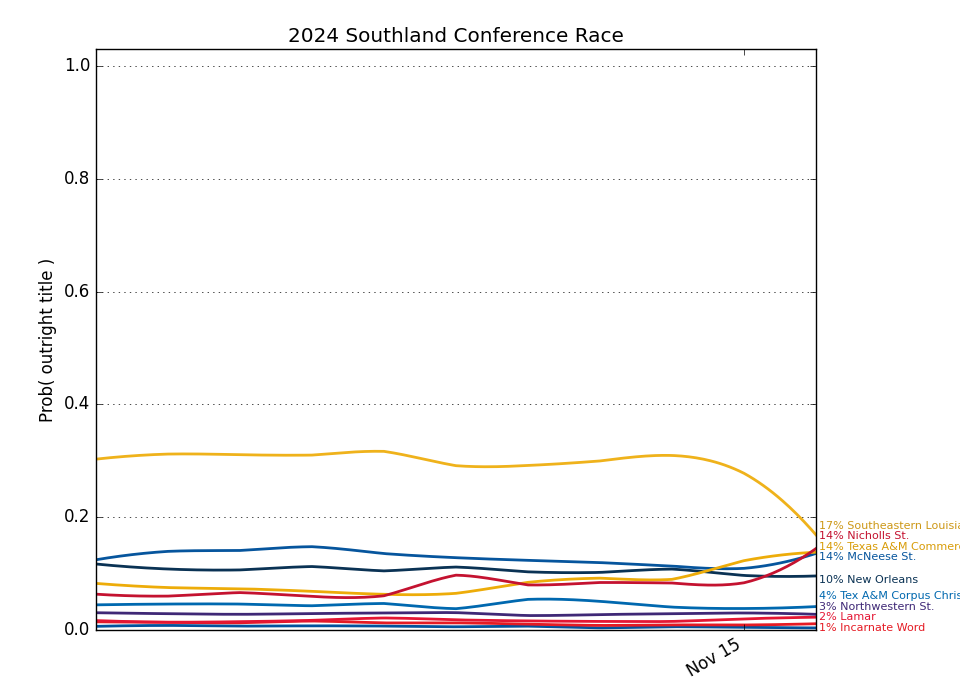 2024 Southland Conference Race
Prob( outright title )
1.0
0.8
0.6
0.4
0.2
0.0
Nov 15
17% Southeastern Louisia
14% Nicholls St.
14% Texas A&M Commerc
14% McNeese St.
10% New Orleans
4% Tex A&M Corpus Chris
3% Northwestern St.
2% Lamar
1% Incarnate Word